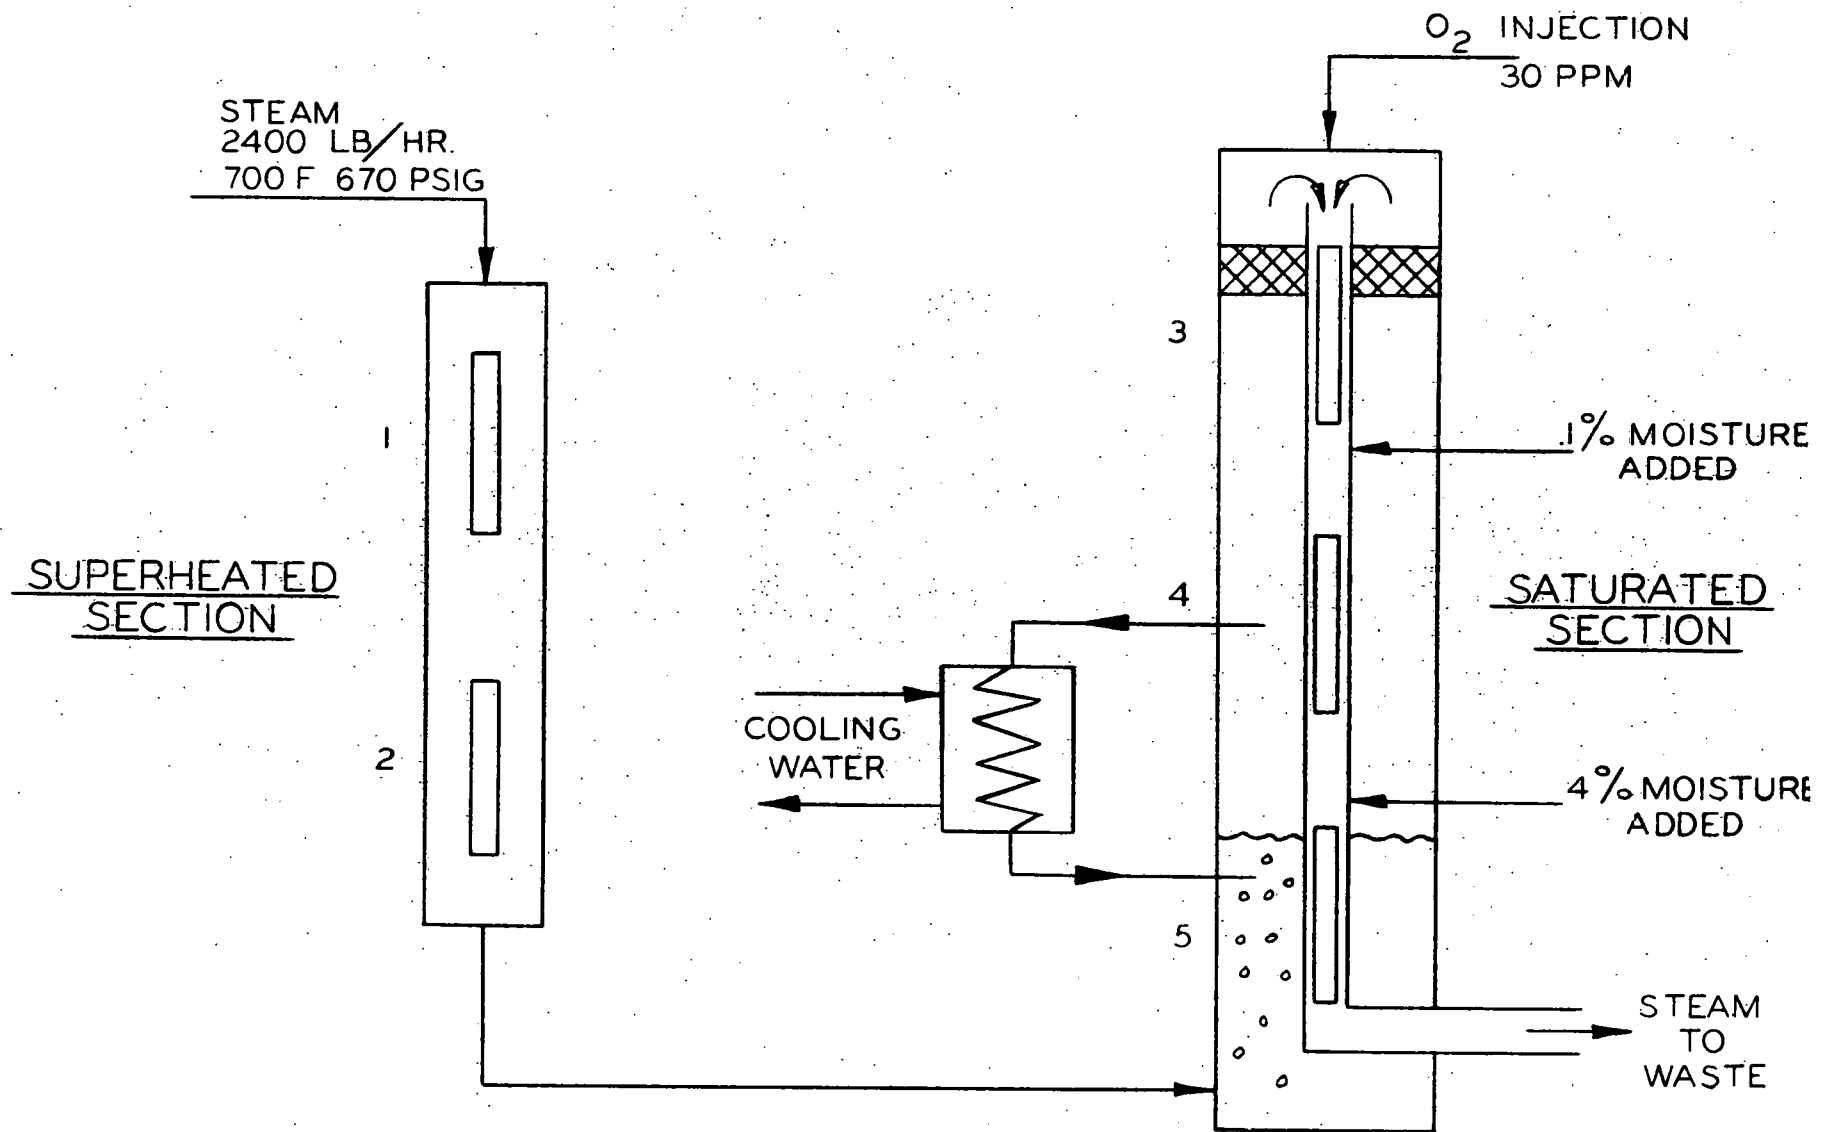 O2 INJECTION
30 PPM
STEAM
2400 LB/HR.
700 F 670 PSIG
3
1
.1% MOISTURE
ADDED
SUPERHEATED
SECTION
4
SATURATED
SECTION
2
COOLING
WATER
4% MOISTURE
ADDED
5
STEAM
TO
WASTE